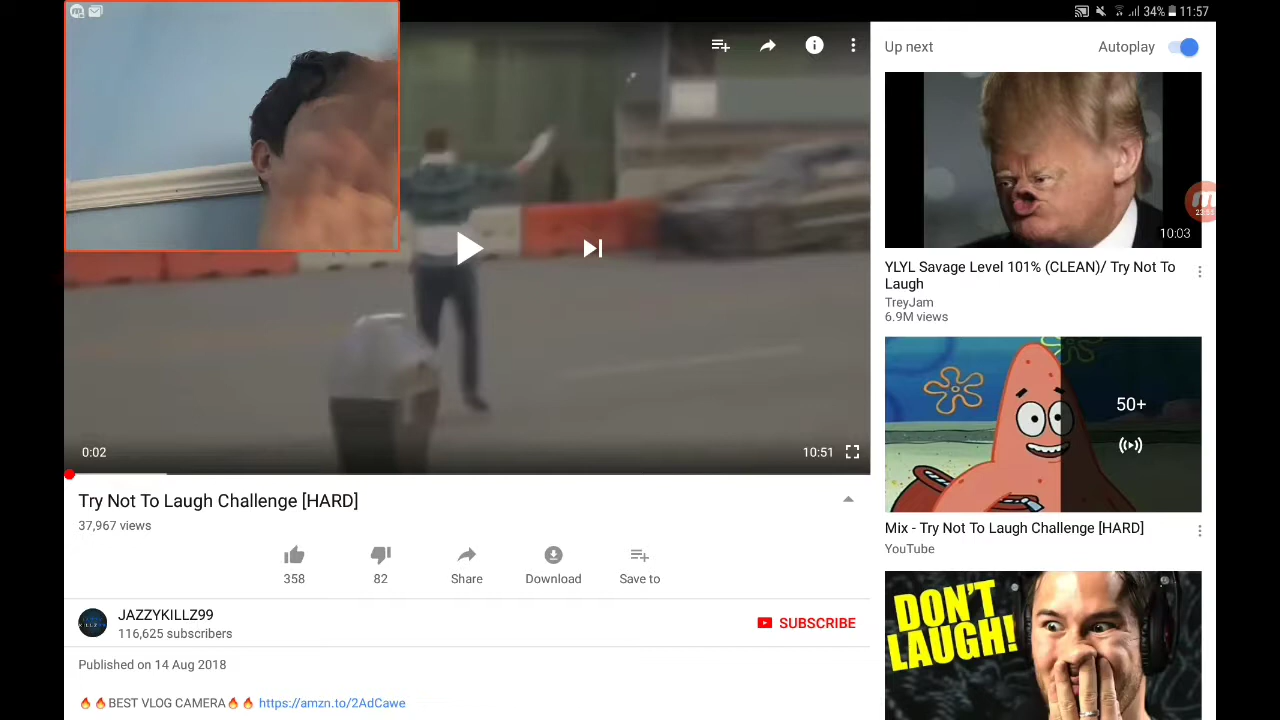 34% 11:57
Up next
Autoplay
10:03
YLYL Savage Level 101% (CLEAN)/ Try Not To
Laugh
TreyJam
6.9M views
50+
Mix - Try Not To Laugh Challenge [HARD]
YouTube
DON'T
LAUGH!
0:02
10:51
Try Not To Laugh Challenge [HARD]
37,967 views
358
82
Share
Download
Save to
JAZZYKILLZ99
116,625 subscribers
SUBSCRIBE
Published on 14 Aug 2018
🔥🔥BEST VLOG CAMERA🔥🔥 https://amzn.to/2AdCawe